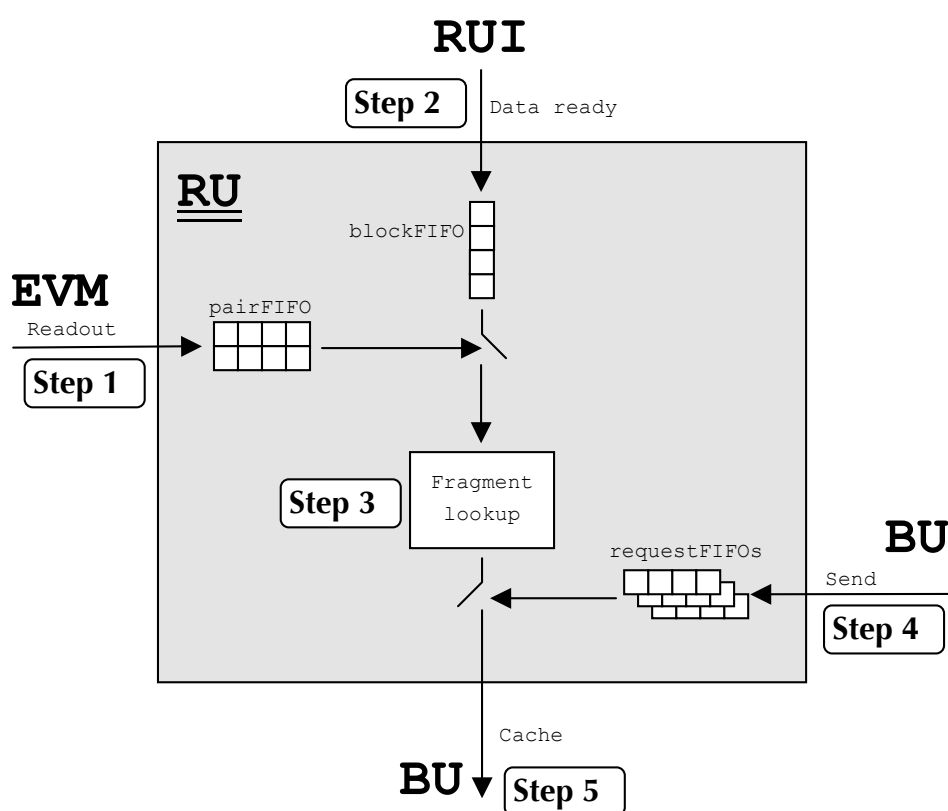 RUI
Step 2
Data ready
RU
blockFIFO
EVM
pairFIFO
Readout
Step 1
Step 3
Fragment
lookup
BU
requestFIFOs
Send
Step 4
Cache
BU
Step 5